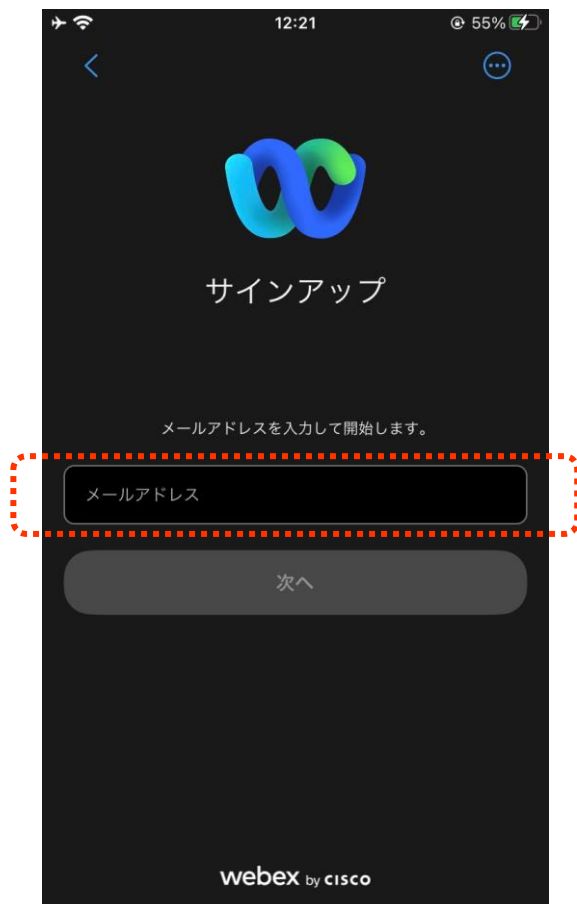 12:21
55%
サインアップ
メールアドレスを入力して開始します。
メールアドレス
次へ
webex by CISCO